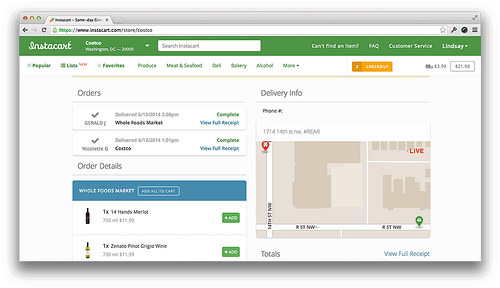 Instacart – Same-day Gro
https://www.instacart.com/store/costco
Instacart
Costco
Washington, DC — 20009
Search Instacart
Can't find an item?
FAQ
Customer Service
Lindsay
Popular
Lists NEW
Favorites
Produce
Meat & Seafood
Deli
Bakery
Alcohol
More
CHECKOUT
$3.99
$21.98
Orders
Delivered 6/13/2014 2:06pm
Complete
GERALD J
Whole Foods Market
View Full Receipt
Delivered 6/13/2014 1:01pm
Complete
Nicolette G
Costco
View Full Receipt
Order Details
WHOLE FOODS MARKET
ADD ALL TO CART
1x 14 Hands Merlot
750 ml $11.99
+ ADD
1x Zenato Pinot Grigio Wine
750 ml $11.99
+ ADD
Delivery Info
Phone #:
1714 14th st nw, #REAR
LIVE
14TH ST NW
R ST NW
R ST NW
Totals
View Full Receipt